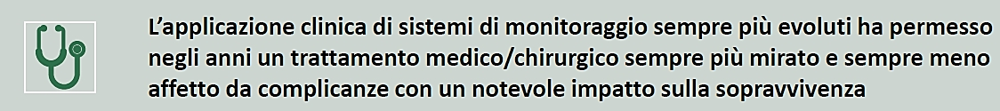 L’applicazione clinica di sistemi di monitoraggio sempre più evoluti ha permesso
negli anni un trattamento medico/chirurgico sempre più mirato e sempre meno
affetto da complicanze con un notevole impatto sulla sopravvivenza